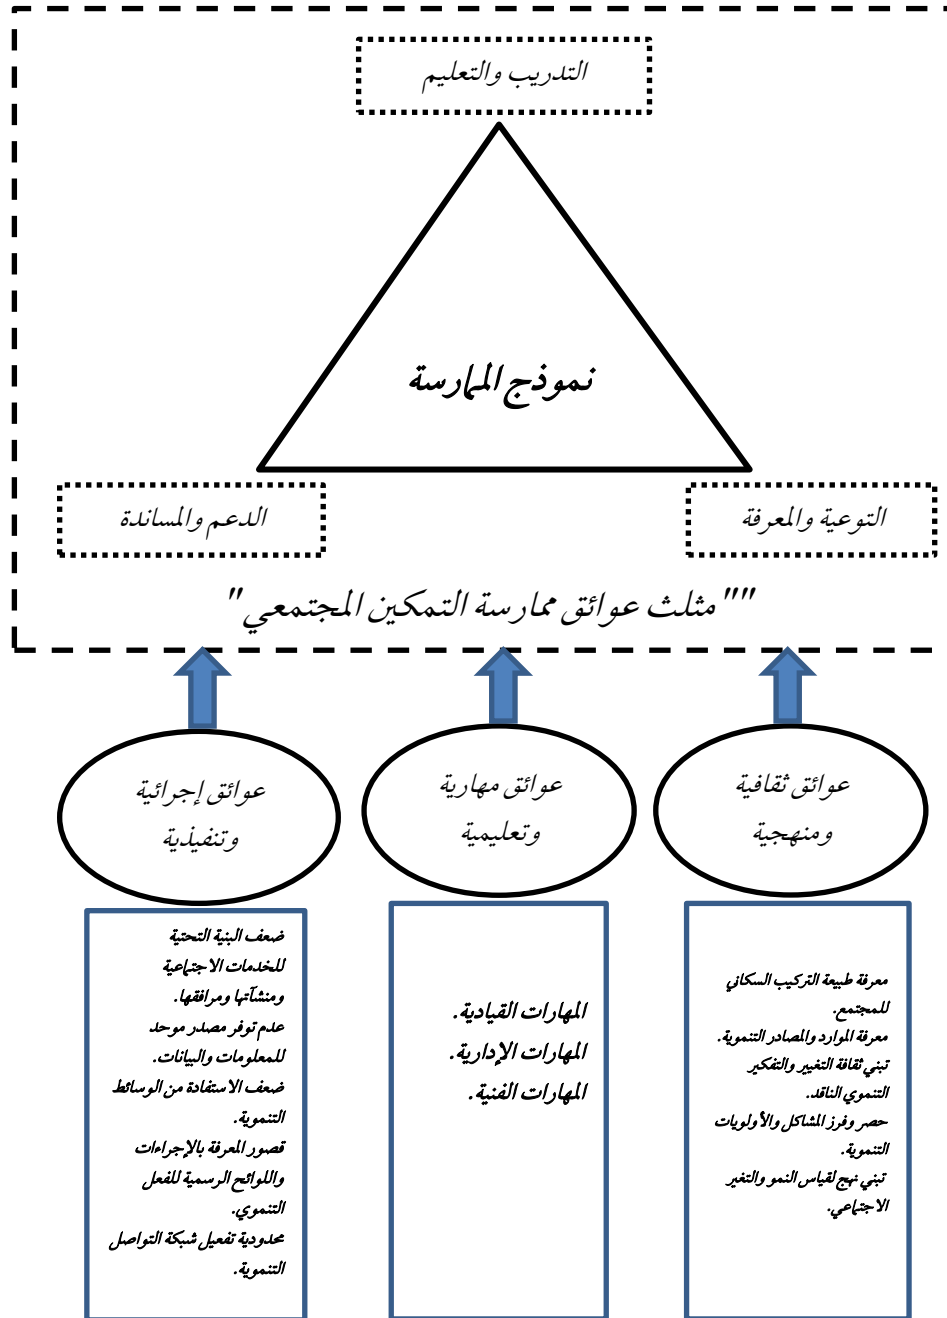 التدريب والتعليم
نموذج الممارسة
التوعية والمعرفة
الدعم والمساندة
""مثلث عوائق ممارسة التمكين المجتمعي"
عوائق ثقافية
ومنهجية
عوائق مهارية
وتعليمية
عوائق إجرائية
وتنفيذية
معرفة طبيعة التركيب السكاني
للمجتمع.
معرفة الموارد والمصادر التنموية.
تبني ثقافة التغيير والتفكير
التنموي الناقد.
حصر وفرز المشاكل والأولويات
التنموية.
تبني نهج لقياس النمو والتغير
الاجتماعي.
المهارات القيادية.
المهارات الإدارية.
المهارات الفنية.
ضعف البنية التحتية
للخدمات الاجتماعية
ومنشآتها ومرافقها.
عدم توفر مصدر موحد
للمعلومات والبيانات.
ضعف الاستفادة من الوسائط
التنموية.
قصور المعرفة بالإجراءات
واللوائح الرسمية للفعل
التنموي.
محدودية تفعيل شبكة التواصل
التنموية.